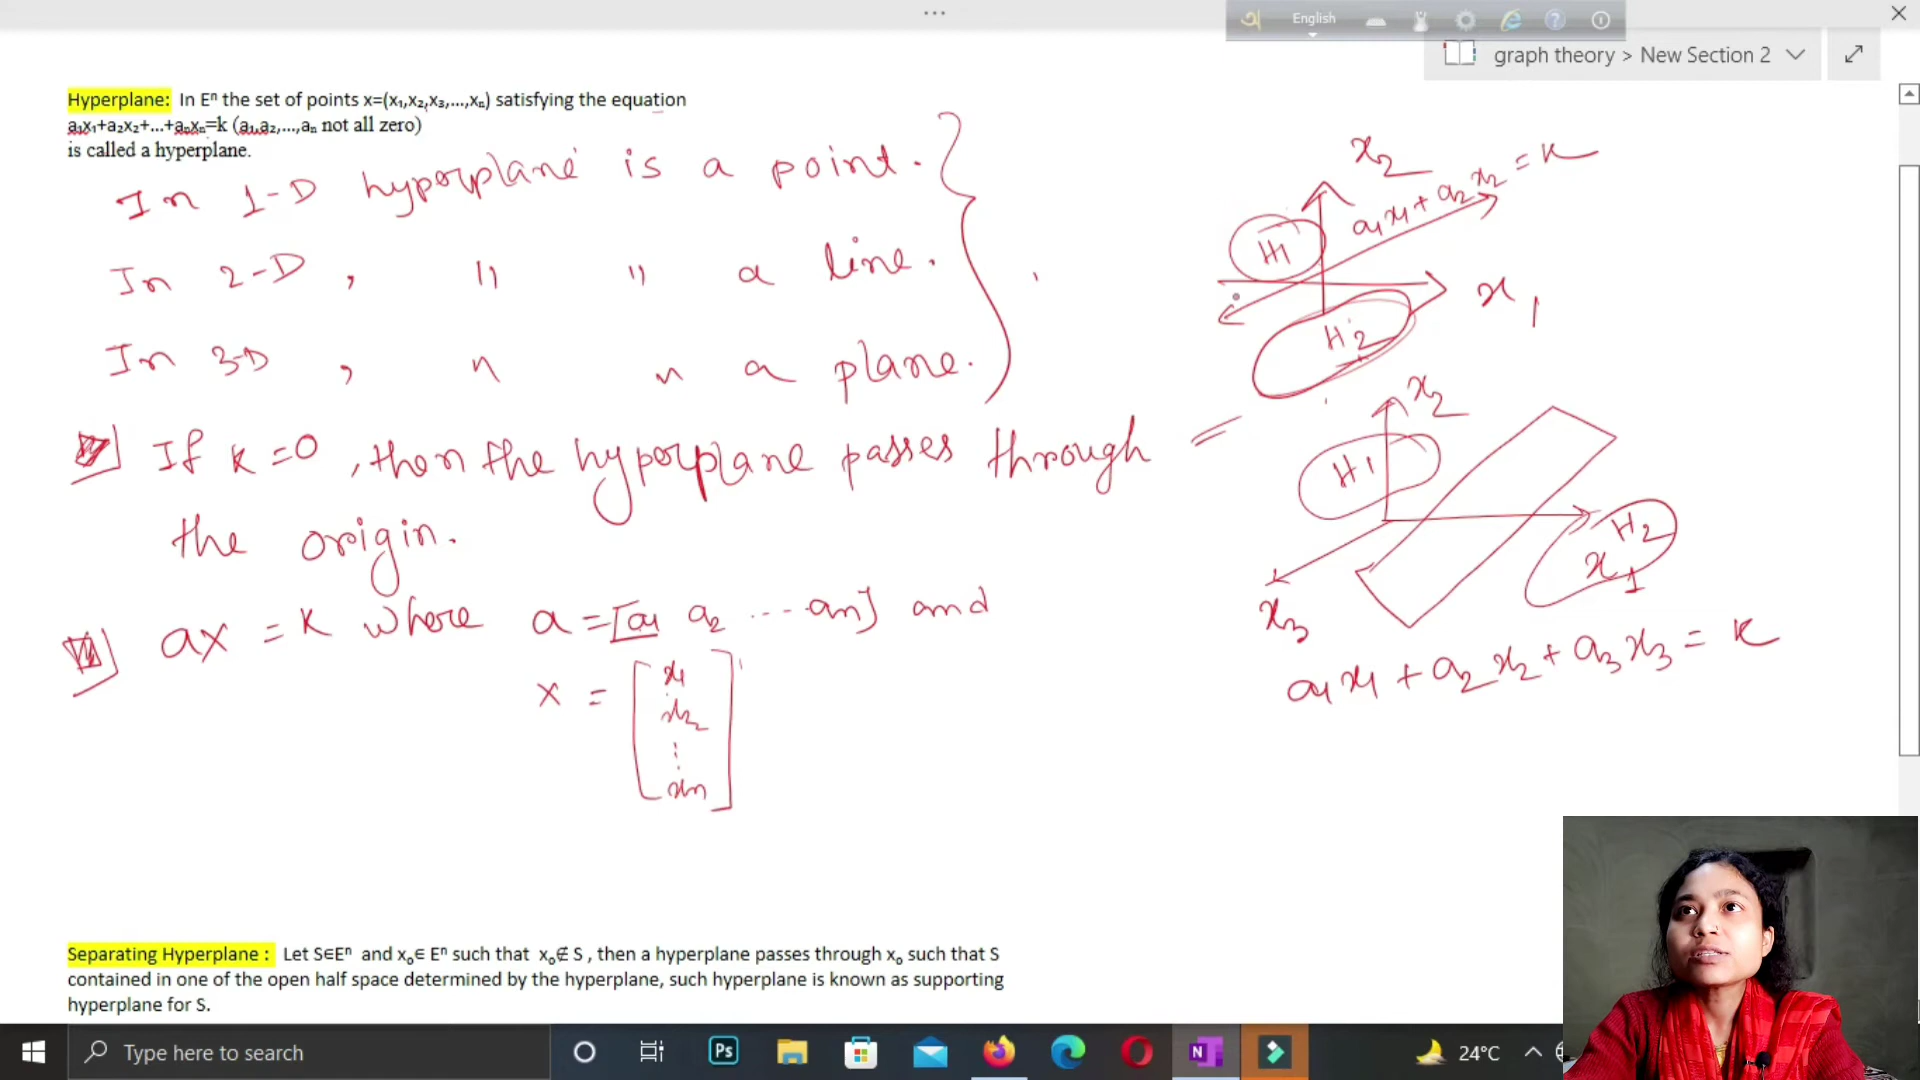 English
graph theory > New Section 2
Hyperplane: In Eⁿ the set of points x=(x₁,x₂,x₃,...,xₙ) satisfying the equation
a₁x₁+a₂x₂+...+aₙxₙ=k (a₁,a₂,...,aₙ not all zero)
is called a hyperplane.
In 1-D hyperplane is a point.
In 2-D, " " a line.
In 3-D, " " a plane.
If k=0, then the hyperplane passes through =
the origin.
ax = k where a = [a₁ a₂ ... aₙ] and
x = [x₁
x₂
⋮
xₙ]
x₂
a₁x₁+a₂x₂=k
H₁
x₁
H₂
x₂
H₁
H₂
x₁
x₃
a₁x₁+a₂x₂+a₃x₃=k
Separating Hyperplane : Let S∈Eⁿ and xₒ∈ Eⁿ such that xₒ∉ S , then a hyperplane passes through xₒ such that S
contained in one of the open half space determined by the hyperplane, such hyperplane is known as supporting
hyperplane for S.
Type here to search
Ps
N
24°C